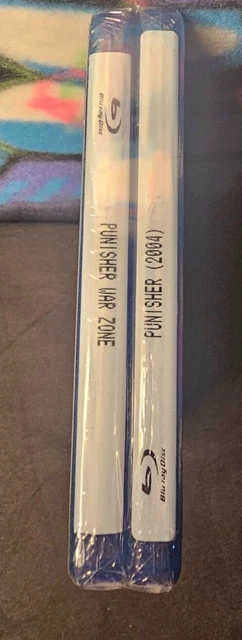 Blu-ray Disc
PUNISHER WAR ZONE
PUNISHER (2004)
Blu-ray Disc